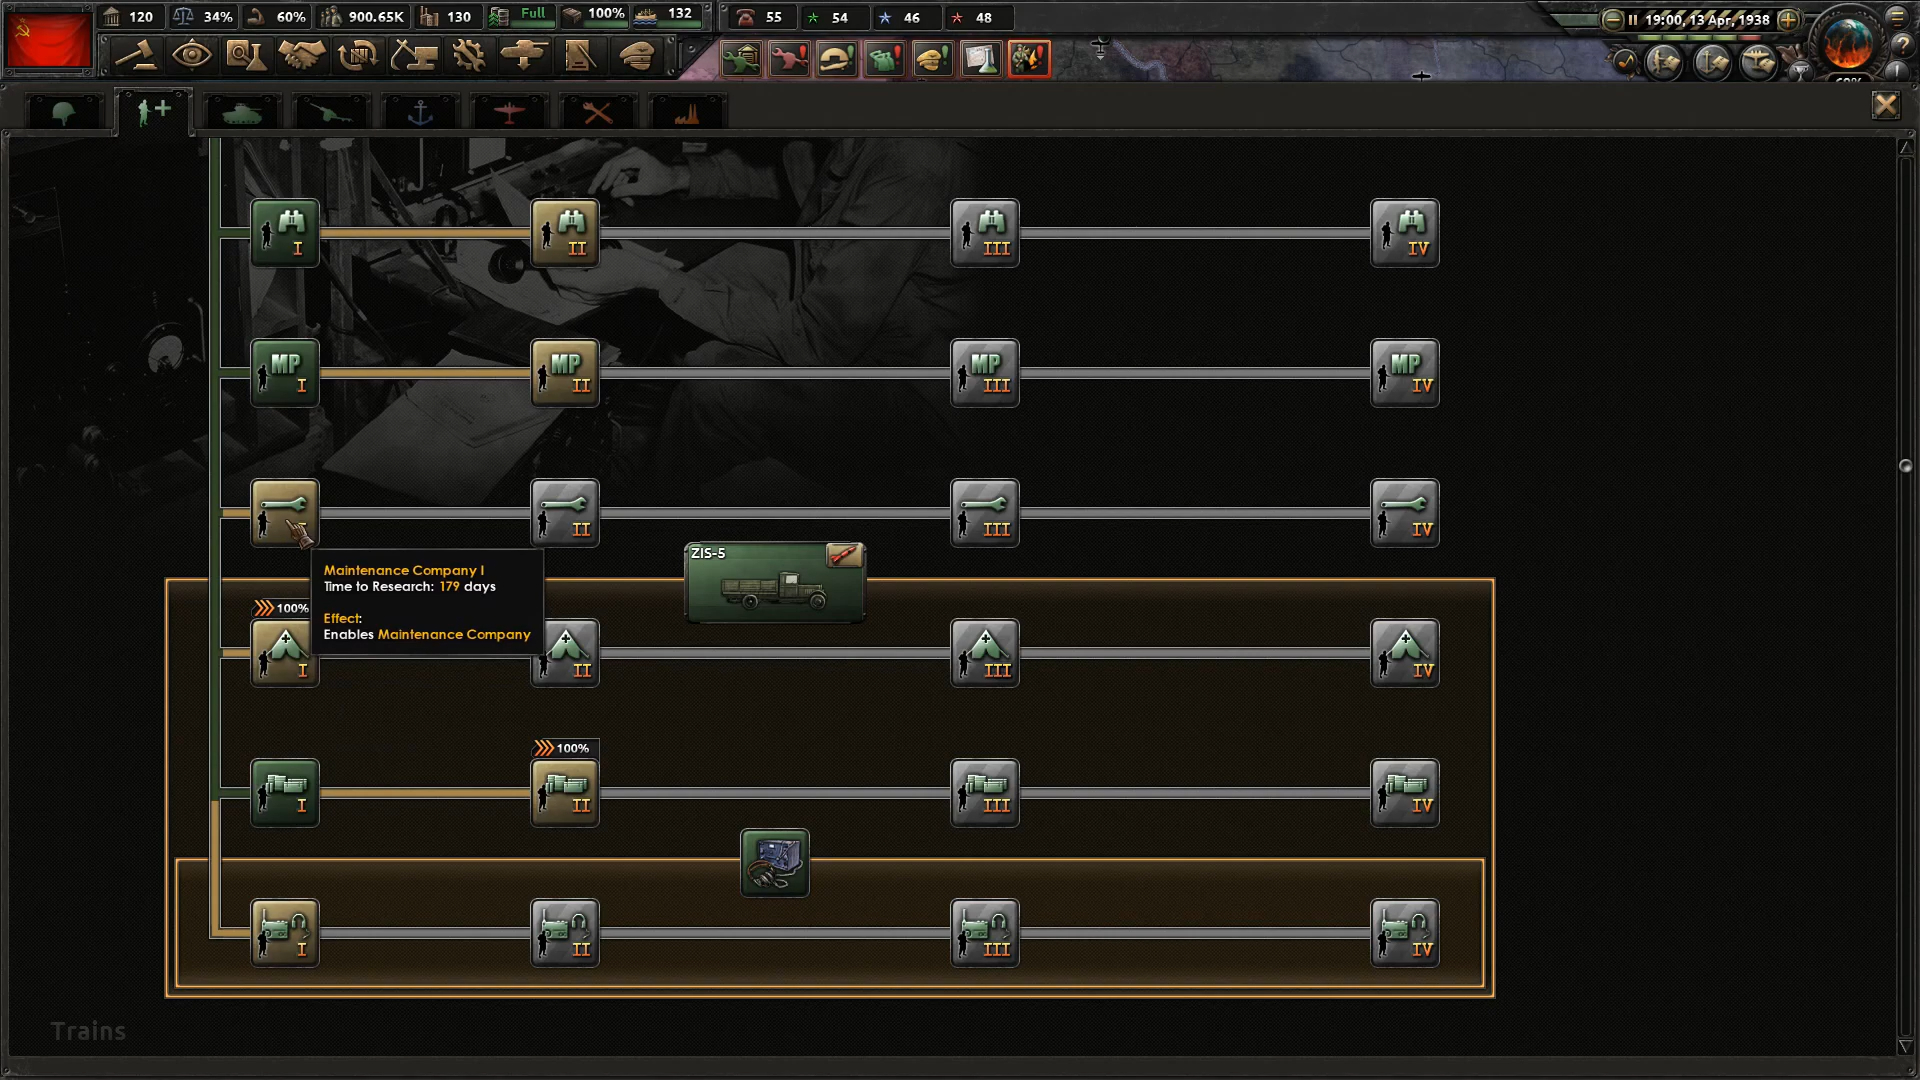 120 34% 60% 900.65K 130 Full 100% 132 55 54 46 48 19:00, 13 Apr, 1938
I II III IV
MP I MP II MP III MP IV
II III IV
ZIS-5
Maintenance Company I
Time to Research: 179 days
Effect:
Enables Maintenance Company
100%
I II III IV
100%
I II III IV
I II III IV
Trains